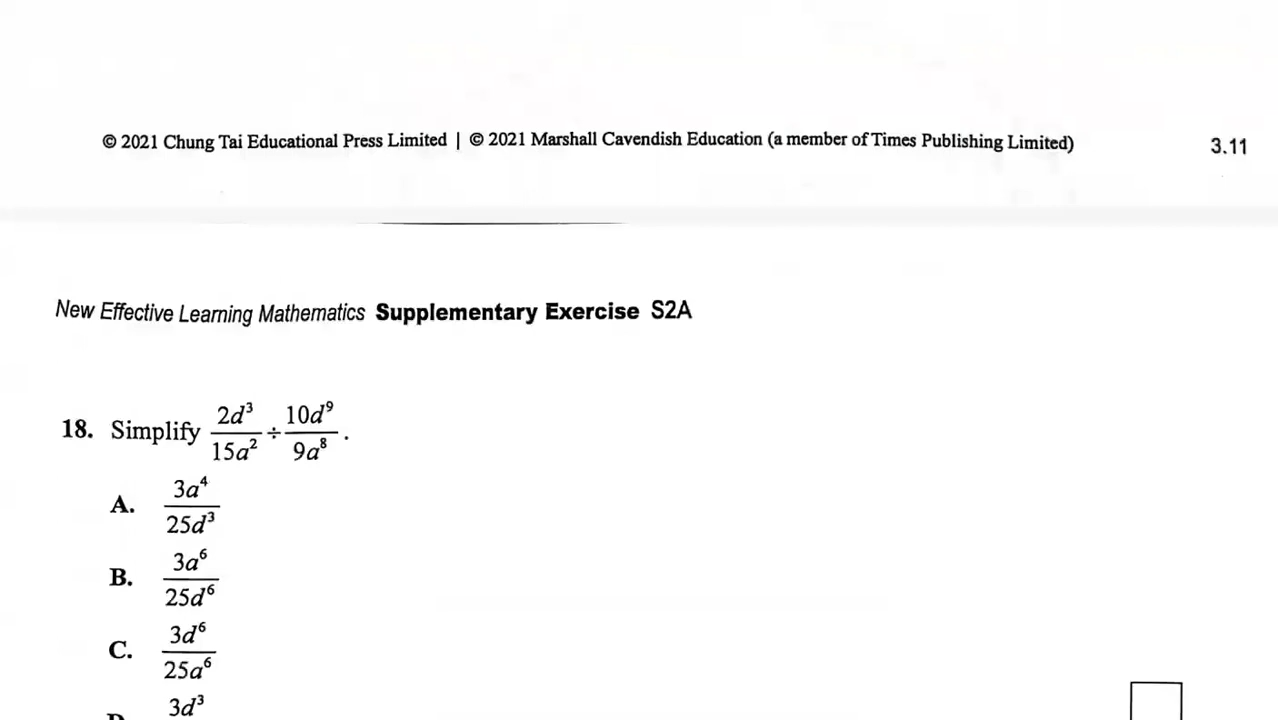 © 2021 Chung Tai Educational Press Limited | © 2021 Marshall Cavendish Education (a member of Times Publishing Limited) 3.11
New Effective Learning Mathematics Supplementary Exercise S2A
18. Simplify 2d³/15a² ÷ 10d⁹/9a⁸ .
A. 3a⁴/25d³
B. 3a⁶/25d⁶
C. 3d⁶/25a⁶
3d³